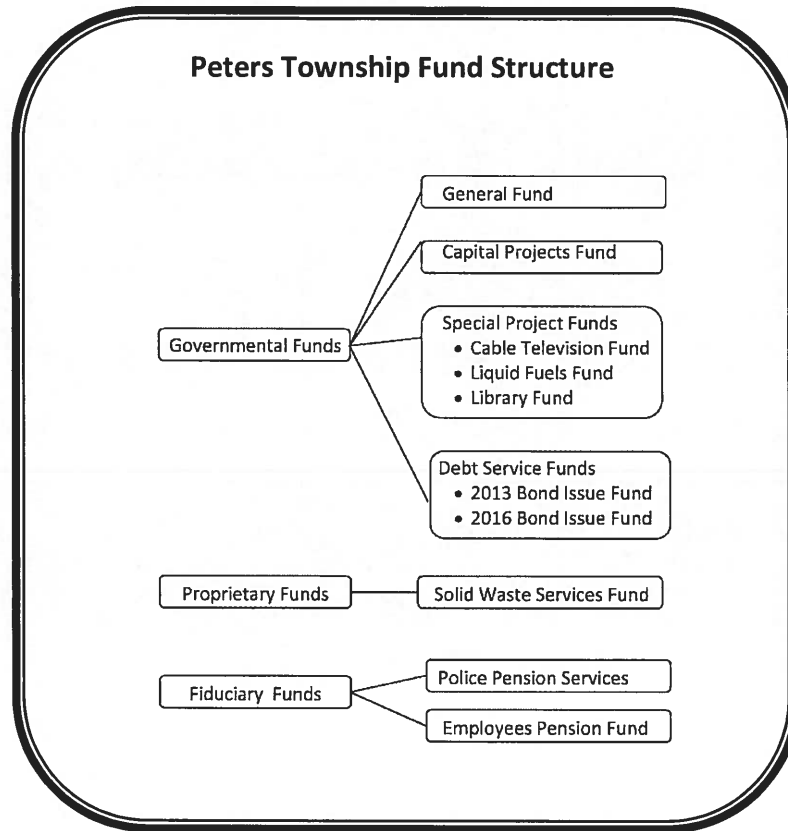 Peters Township Fund Structure
General Fund
Capital Projects Fund
Governmental Funds
Special Project Funds
• Cable Television Fund
• Liquid Fuels Fund
• Library Fund
Debt Service Funds
• 2013 Bond Issue Fund
• 2016 Bond Issue Fund
Proprietary Funds
Solid Waste Services Fund
Fiduciary Funds
Police Pension Services
Employees Pension Fund